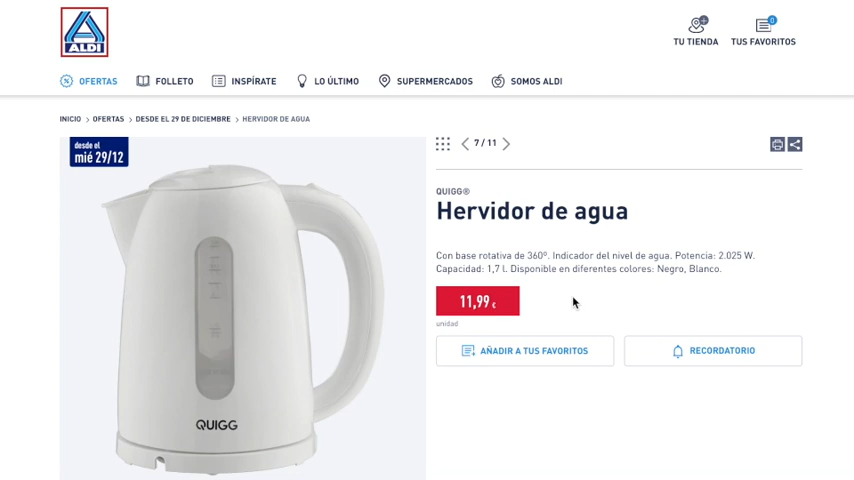 ALDI
TU TIENDA
0
TUS FAVORITOS
OFERTAS
FOLLETO
INSPÍRATE
LO ÚLTIMO
SUPERMERCADOS
SOMOS ALDI
INICIO > OFERTAS > DESDE EL 29 DE DICIEMBRE > HERVIDOR DE AGUA
desde el
mié 29/12
7 / 11
QUIGG®
Hervidor de agua
Con base rotativa de 360º. Indicador del nivel de agua. Potencia: 2.025 W.
Capacidad: 1,7 l. Disponible en diferentes colores: Negro, Blanco.
11,99 €
unidad
AÑADIR A TUS FAVORITOS
RECORDATORIO
QUIGG